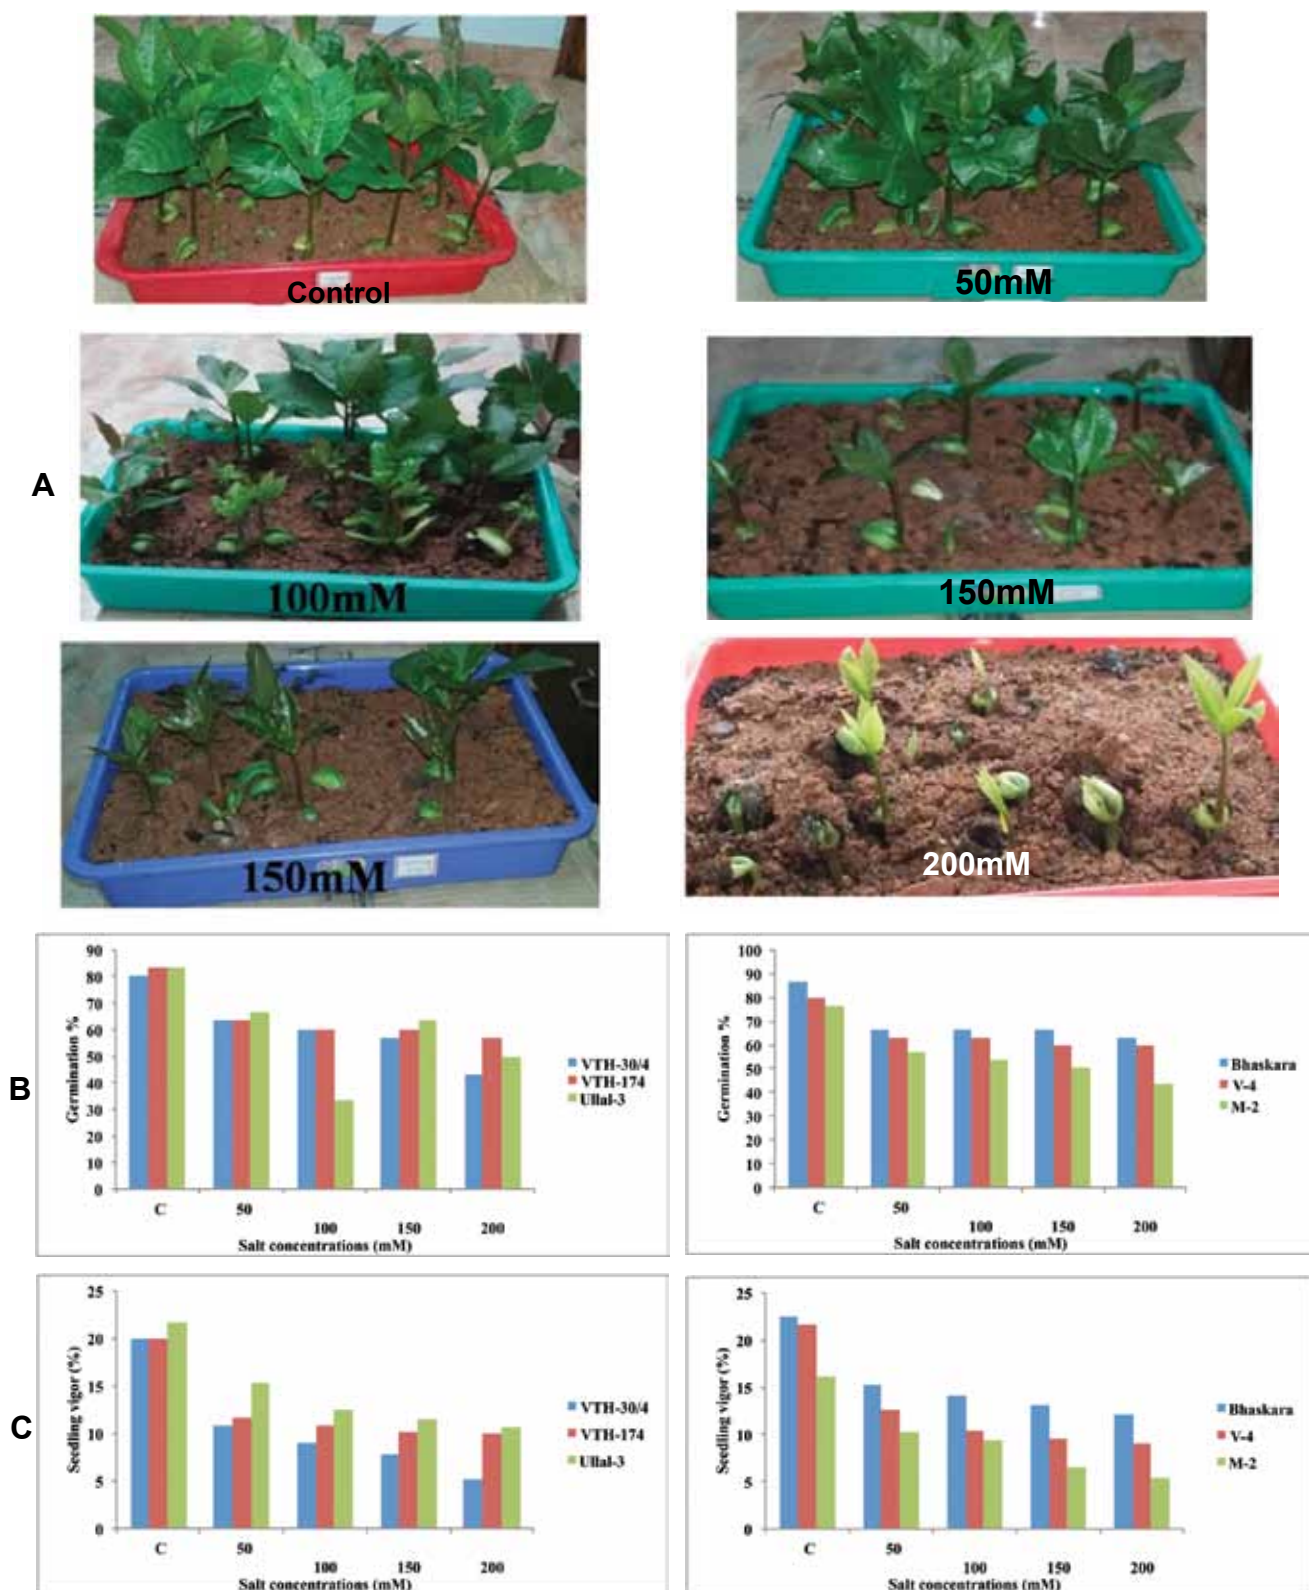 Control
50mM
A
100mM
150mM
150mM
200mM
B
90
80
70
60
50
40
30
20
10
0
Germination %
C
50
100
150
200
Salt concentrations (mM)
VTH-30/4
VTH-174
Ullal-3
100
90
80
70
60
50
40
30
20
10
0
Germination %
C
50
100
150
200
Salt concentrations (mM)
Bhaskara
V-4
M-2
C
25
20
15
10
5
0
Seedling vigor (%)
C
50
100
150
200
Salt concentrations (mM)
VTH-30/4
VTH-174
Ullal-3
25
20
15
10
5
0
Seedling vigor (%)
C
50
100
150
200
Salt concentrations (mM)
Bhaskara
V-4
M-2